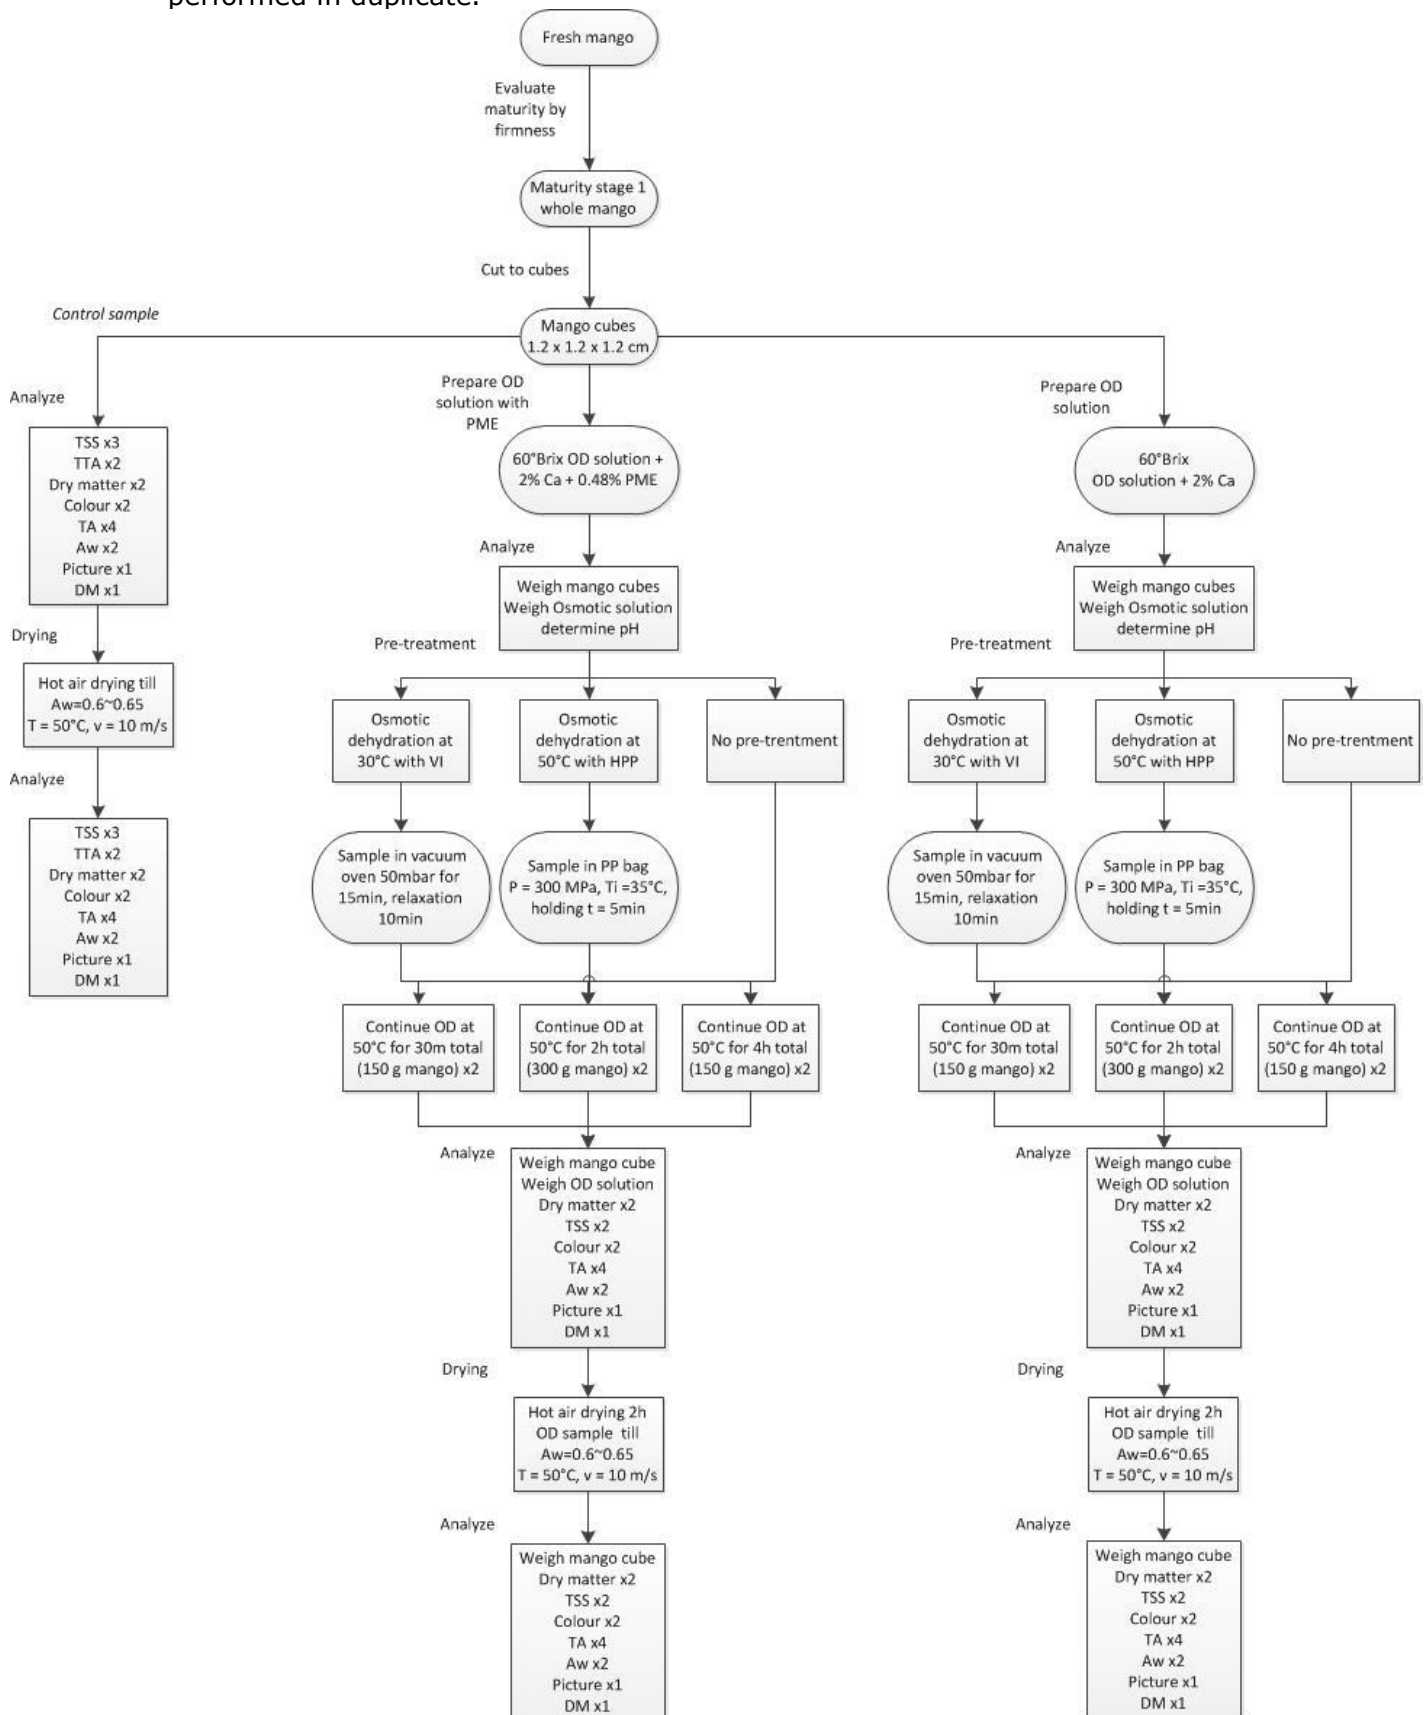 performed in duplicate.
Fresh mango
Evaluate
maturity by
firmness
Maturity stage 1
whole mango
Cut to cubes
Control sample
Mango cubes
1.2 x 1.2 x 1.2 cm
Analyze
TSS x3
TTA x2
Dry matter x2
Colour x2
TA x4
Aw x2
Picture x1
DM x1
Drying
Hot air drying till
Aw=0.6~0.65
T = 50°C, v = 10 m/s
Analyze
TSS x3
TTA x2
Dry matter x2
Colour x2
TA x4
Aw x2
Picture x1
DM x1
Prepare OD
solution with
PME
60°Brix OD solution +
2% Ca + 0.48% PME
Analyze
Weigh mango cubes
Weigh Osmotic solution
determine pH
Pre-treatment
Osmotic
dehydration at
30°C with VI
Osmotic
dehydration at
50°C with HPP
No pre-trentment
Sample in vacuum
oven 50mbar for
15min, relaxation
10min
Sample in PP bag
P = 300 MPa, Ti =35°C,
holding t = 5min
Continue OD at
50°C for 30m total
(150 g mango) x2
Continue OD at
50°C for 2h total
(300 g mango) x2
Continue OD at
50°C for 4h total
(150 g mango) x2
Analyze
Weigh mango cube
Weigh OD solution
Dry matter x2
TSS x2
Colour x2
TA x4
Aw x2
Picture x1
DM x1
Drying
Hot air drying 2h
OD sample till
Aw=0.6~0.65
T = 50°C, v = 10 m/s
Analyze
Weigh mango cube
Dry matter x2
TSS x2
Colour x2
TA x4
Aw x2
Picture x1
DM x1
Prepare OD
solution
60°Brix
OD solution + 2% Ca
Analyze
Weigh mango cubes
Weigh Osmotic solution
determine pH
Pre-treatment
Osmotic
dehydration at
30°C with VI
Osmotic
dehydration at
50°C with HPP
No pre-trentment
Sample in vacuum
oven 50mbar for
15min, relaxation
10min
Sample in PP bag
P = 300 MPa, Ti =35°C,
holding t = 5min
Continue OD at
50°C for 30m total
(150 g mango) x2
Continue OD at
50°C for 2h total
(300 g mango) x2
Continue OD at
50°C for 4h total
(150 g mango) x2
Analyze
Weigh mango cube
Weigh OD solution
Dry matter x2
TSS x2
Colour x2
TA x4
Aw x2
Picture x1
DM x1
Drying
Hot air drying 2h
OD sample till
Aw=0.6~0.65
T = 50°C, v = 10 m/s
Analyze
Weigh mango cube
Dry matter x2
TSS x2
Colour x2
TA x4
Aw x2
Picture x1
DM x1